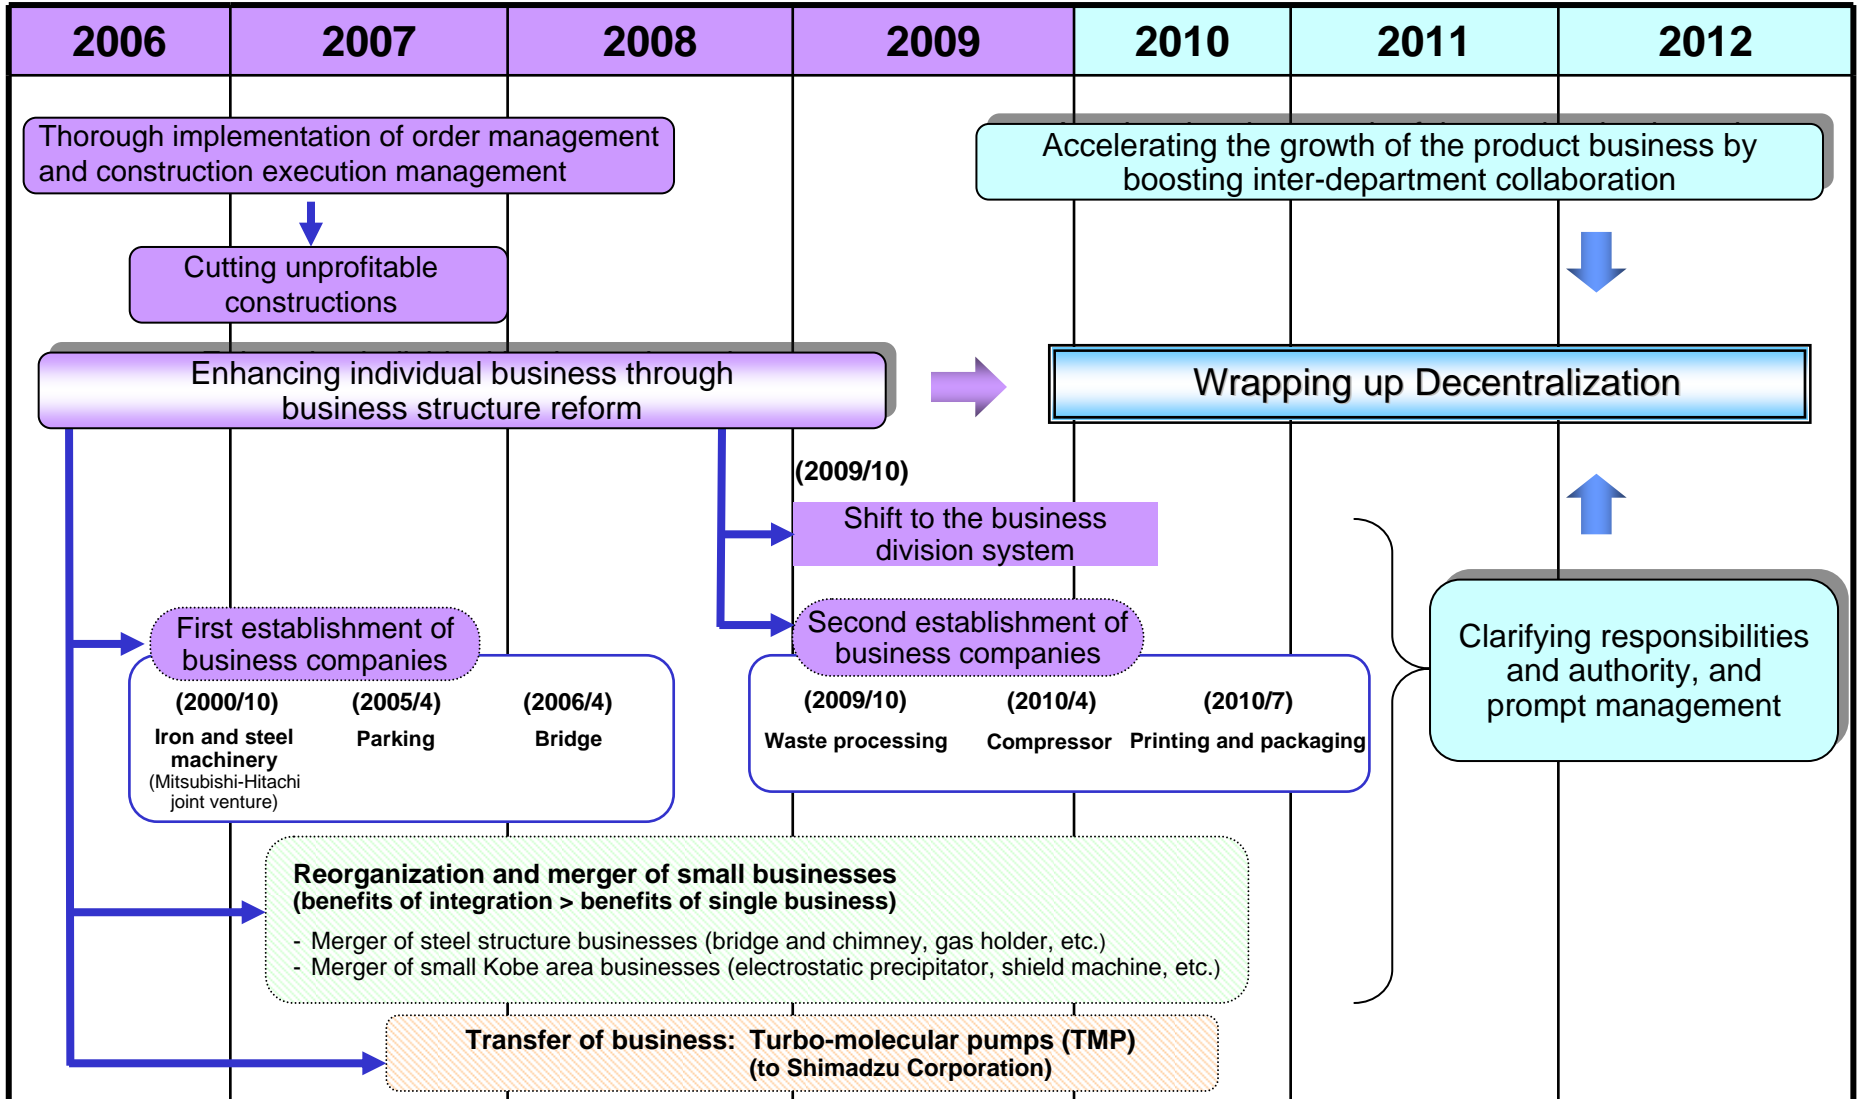 2006 2007 2008 2009 2010 2011 2012
Thorough implementation of order management
and construction execution management
Accelerating the growth of the product business by
boosting inter-department collaboration
Cutting unprofitable
constructions
Enhancing individual business through
business structure reform
Wrapping up Decentralization
(2009/10)
Shift to the business
division system
First establishment of
business companies
(2000/10) (2005/4) (2006/4)
Iron and steel
machinery
(Mitsubishi-Hitachi
joint venture)
Parking
Bridge
Second establishment of
business companies
(2009/10) (2010/4) (2010/7)
Waste processing Compressor Printing and packaging
Clarifying responsibilities
and authority, and
prompt management
Reorganization and merger of small businesses
(benefits of integration > benefits of single business)
- Merger of steel structure businesses (bridge and chimney, gas holder, etc.)
- Merger of small Kobe area businesses (electrostatic precipitator, shield machine, etc.)
Transfer of business: Turbo-molecular pumps (TMP)
(to Shimadzu Corporation)